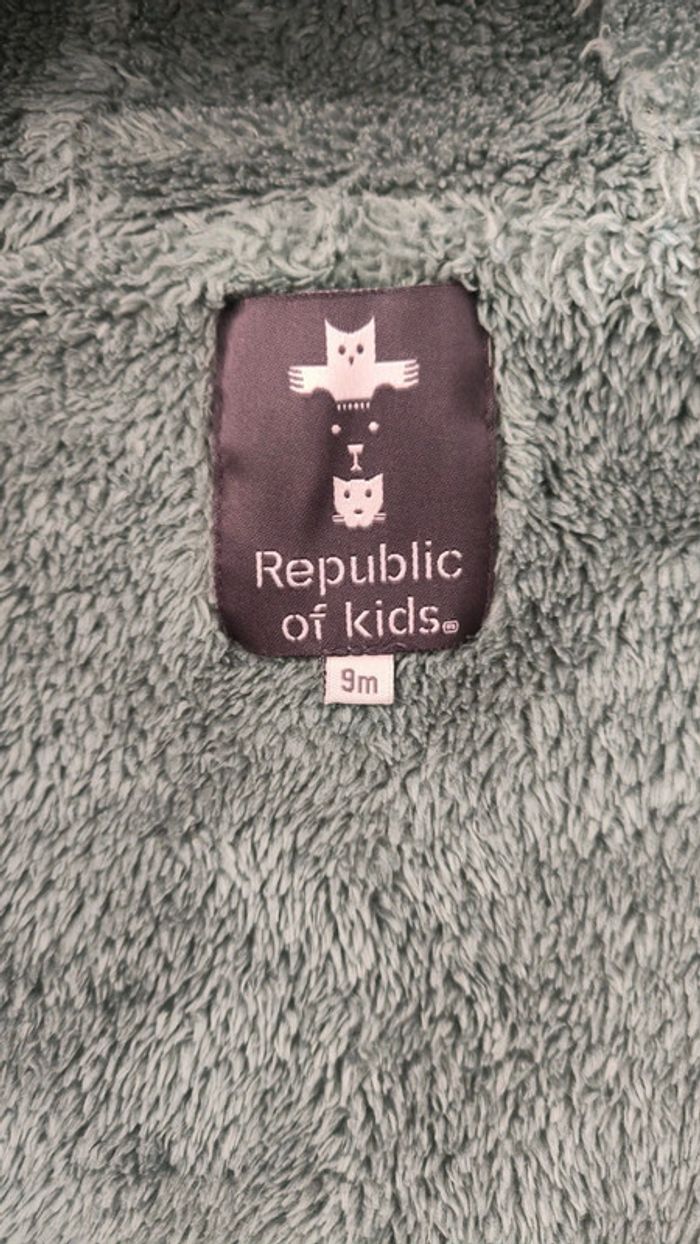 Republic
of kids
9m